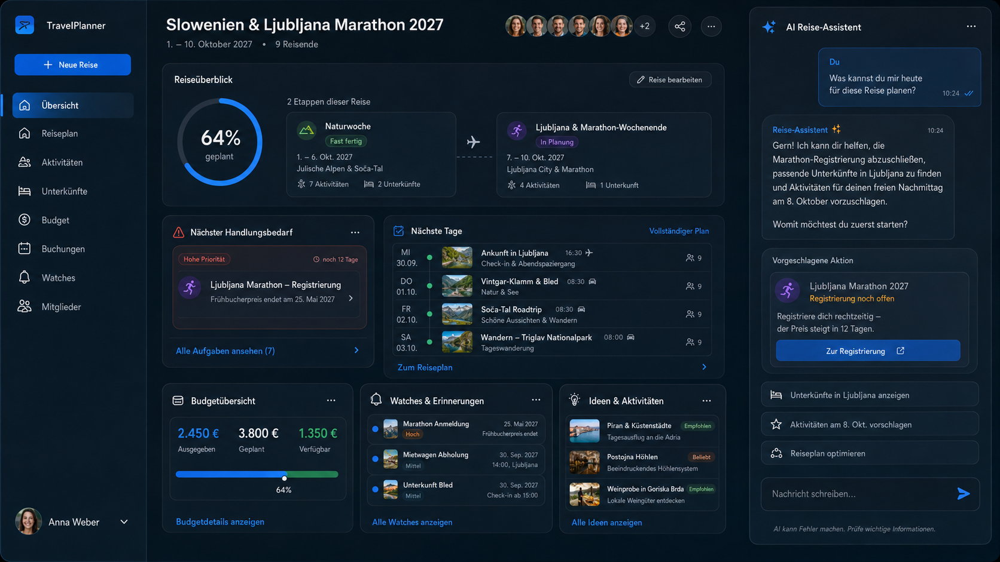 TravelPlanner
Neue Reise
Übersicht
Reiseplan
Aktivitäten
Unterkünfte
Budget
Buchungen
Watches
Mitglieder
Anna Weber
Slowenien & Ljubljana Marathon 2027
1. – 10. Oktober 2027 • 9 Reisende
+2
Reiseüberblick
Reise bearbeiten
64%
geplant
2 Etappen dieser Reise
Naturwoche
Fast fertig
1. – 6. Okt. 2027
Julische Alpen & Soča-Tal
7 Aktivitäten
2 Unterkünfte
Ljubljana & Marathon-Wochenende
In Planung
7. – 10. Okt. 2027
Ljubljana City & Marathon
4 Aktivitäten
1 Unterkunft
Nächster Handlungsbedarf
Hohe Priorität
noch 12 Tage
Ljubljana Marathon – Registrierung
Frühbucherpreis endet am 25. Mai 2027
Alle Aufgaben ansehen (7)
Nächste Tage
Vollständiger Plan
MI
30.09.
Ankunft in Ljubljana 16:30
Check-in & Abendspaziergang
9
DO
01.10.
Vintgar-Klamm & Bled 08:30
Natur & See
9
FR
02.10.
Soča-Tal Roadtrip 08:30
Schöne Aussichten & Wandern
9
SA
03.10.
Wandern – Triglav Nationalpark 08:00
Tageswanderung
9
Zum Reiseplan
Budgetübersicht
2.450 €
Ausgegeben
3.800 €
Geplant
1.350 €
Verfügbar
64%
Budgetdetails anzeigen
Watches & Erinnerungen
Marathon Anmeldung
Hoch
25. Mai 2027
Frühbucherpreis endet
Mietwagen Abholung
Mittel
30. Sep. 2027
14:00, Ljubljana
Unterkunft Bled
Mittel
30. Sep. 2027
Check-in ab 15:00
Alle Watches anzeigen
Ideen & Aktivitäten
Piran & Küstenstädte
Empfohlen
Tagesausflug an die Adria
Postojna Höhlen
Beliebt
Beeindruckendes Höhlensystem
Weinprobe in Goriska Brda
Empfohlen
Lokale Weingüter entdecken
Alle Ideen anzeigen
AI Reise-Assistent
Du
Was kannst du mir heute
für diese Reise planen?
10:24
Reise-Assistent
10:24
Gern! Ich kann dir helfen, die
Marathon-Registrierung abzuschließen,
passende Unterkünfte in Ljubljana zu finden
und Aktivitäten für deinen freien Nachmittag
am 8. Oktober vorzuschlagen.
Womit möchtest du zuerst starten?
Vorgeschlagene Aktion
Ljubljana Marathon 2027
Registrierung noch offen
Registriere dich rechtzeitig –
der Preis steigt in 12 Tagen.
Zur Registrierung
Unterkünfte in Ljubljana anzeigen
Aktivitäten am 8. Okt. vorschlagen
Reiseplan optimieren
Nachricht schreiben...
AI kann Fehler machen. Prüfe wichtige Informationen.